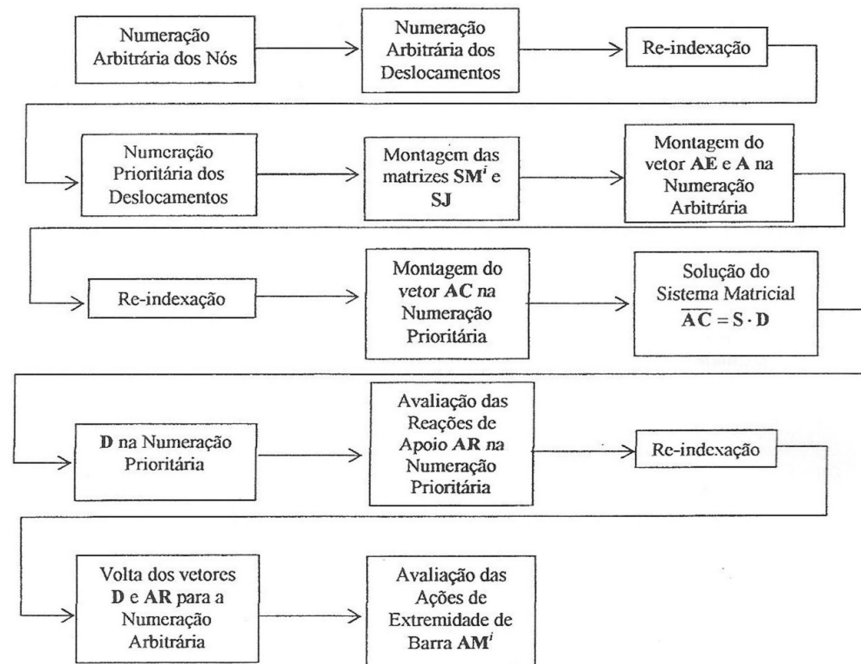 Numeração
Arbitrária dos Nós
Numeração
Arbitrária dos
Deslocamentos
Re-indexação
Numeração
Prioritária dos
Deslocamentos
Montagem das
matrizes SMⁱ e
SJ
Montagem do
vetor AE e A na
Numeração
Arbitrária
Re-indexação
Montagem do
vetor AC na
Numeração
Prioritária
Solução do
Sistema Matricial
A̅C̅ = S · D
D na Numeração
Prioritária
Avaliação das
Reações de
Apoio AR na
Numeração
Prioritária
Re-indexação
Volta dos vetores
D e AR para a
Numeração
Arbitrária
Avaliação das
Ações de
Extremidade de
Barra AMⁱ